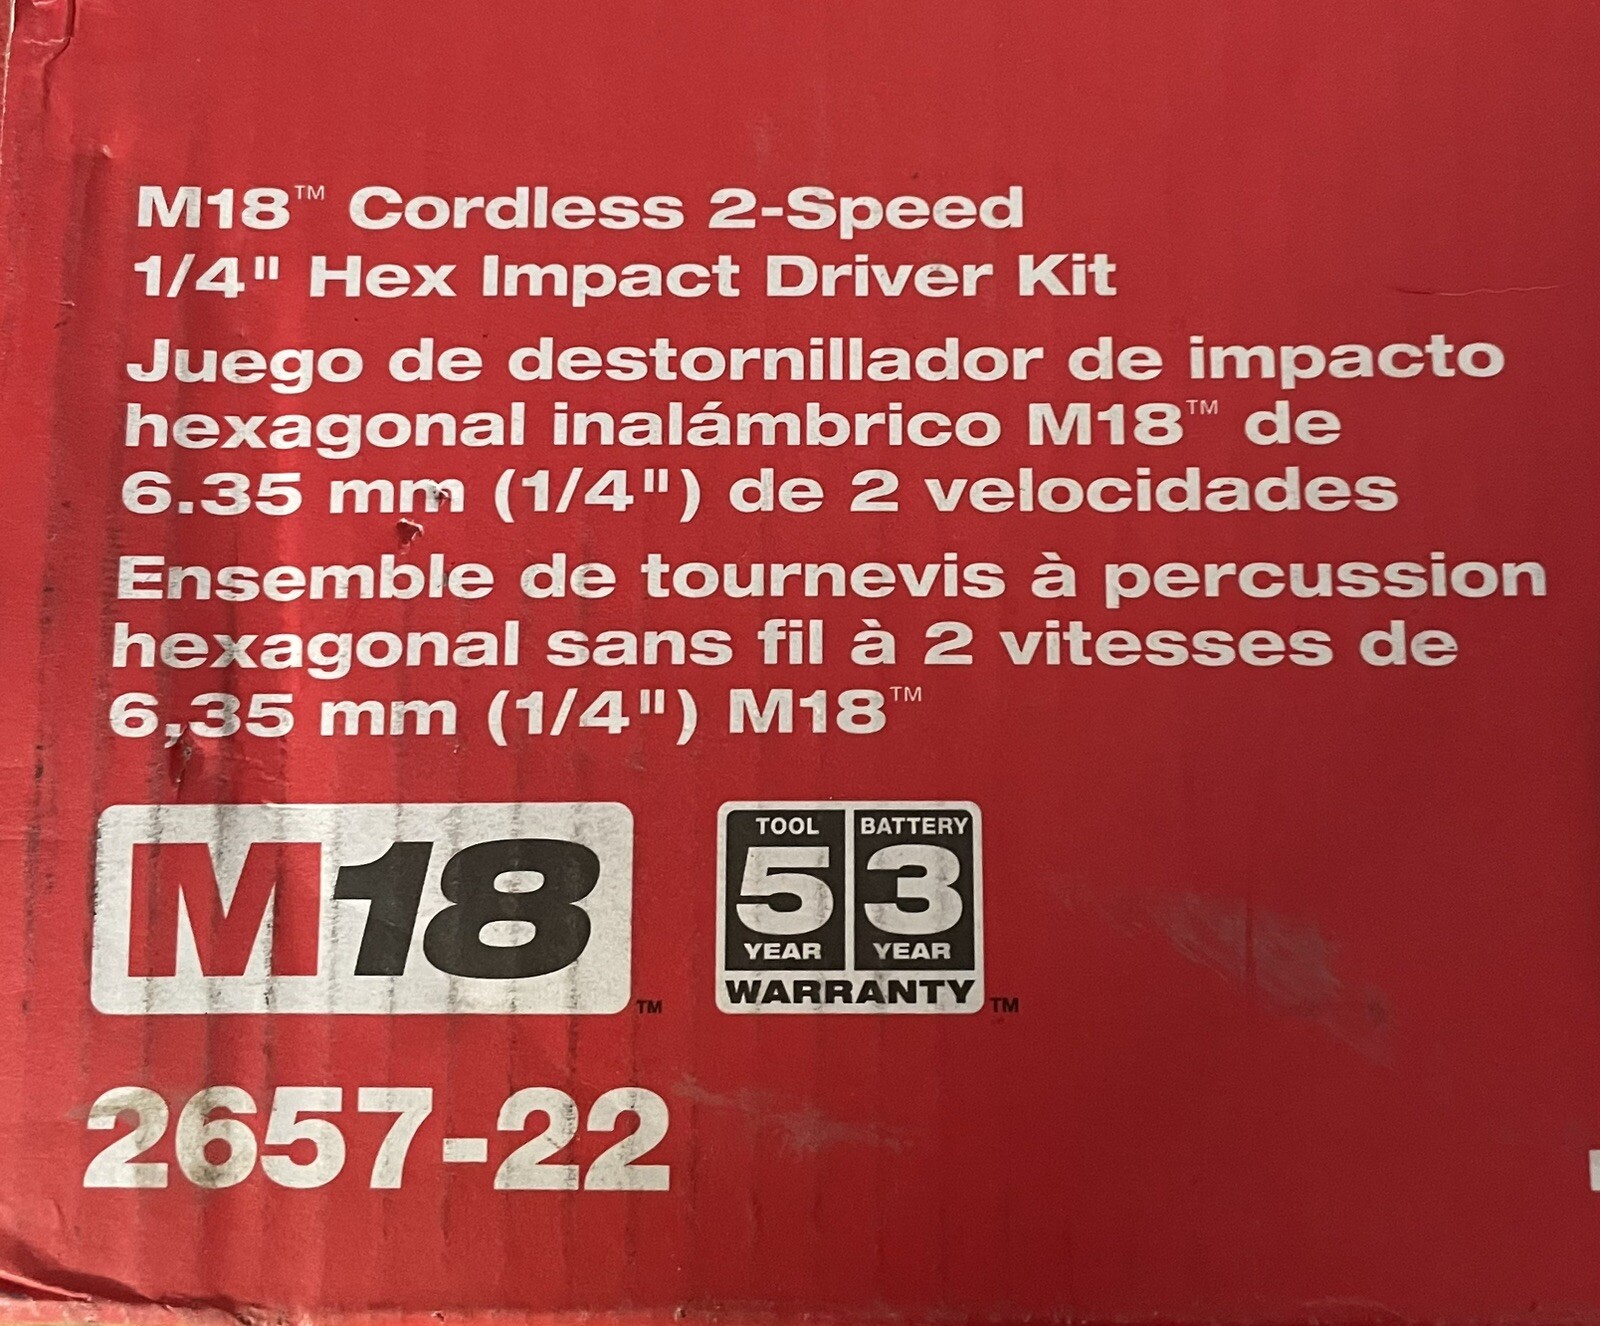 M18™ Cordless 2-Speed
1/4" Hex Impact Driver Kit
Juego de destornillador de impacto
hexagonal inalámbrico M18™ de
6.35 mm (1/4") de 2 velocidades
Ensemble de tournevis à percussion
hexagonal sans fil à 2 vitesses de
6,35 mm (1/4") M18™
M18™
TOOL BATTERY
5 3
YEAR YEAR
WARRANTY™
2657-22